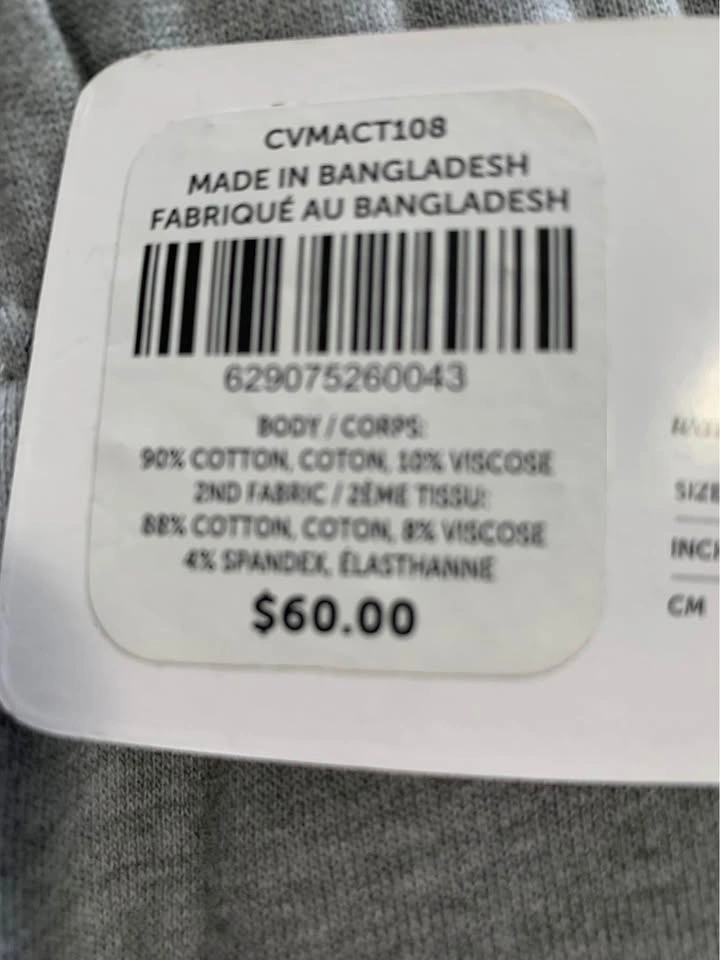 CVMACT108
MADE IN BANGLADESH
FABRIQUÉ AU BANGLADESH
629075260043
BODY / CORPS:
90% COTTON, COTON, 10% VISCOSE
2ND FABRIC / 2ÈME TISSU:
88% COTTON, COTON, 8% VISCOSE
4% SPANDEX, ÉLASTHANNE
$60.00
SIZE
CM